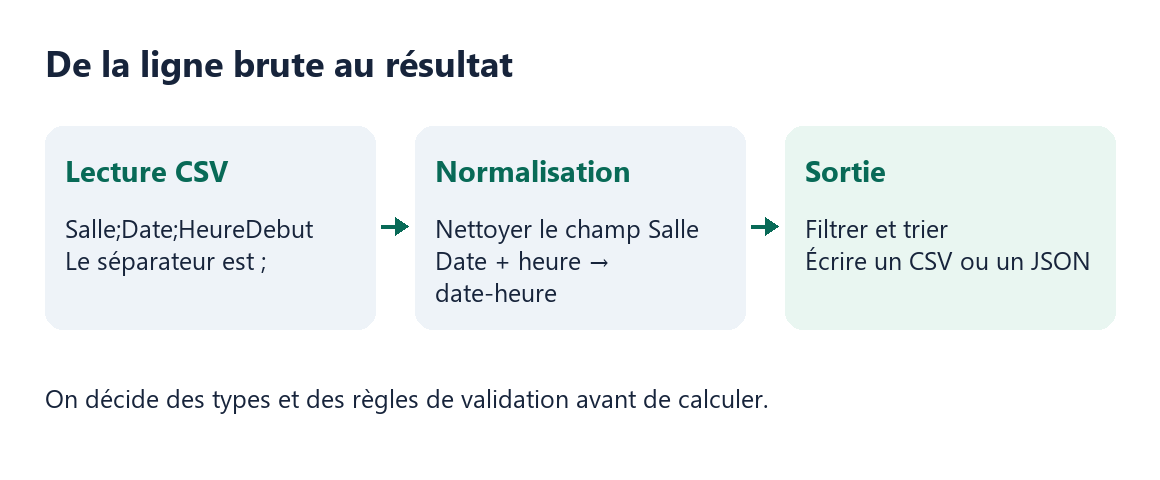 De la ligne brute au résultat
Lecture CSV
Salle;Date;HeureDebut
Le séparateur est ;
Normalisation
Nettoyer le champ Salle
Date + heure →
date-heure
Sortie
Filtrer et trier
Écrire un CSV ou un JSON
On décide des types et des règles de validation avant de calculer.